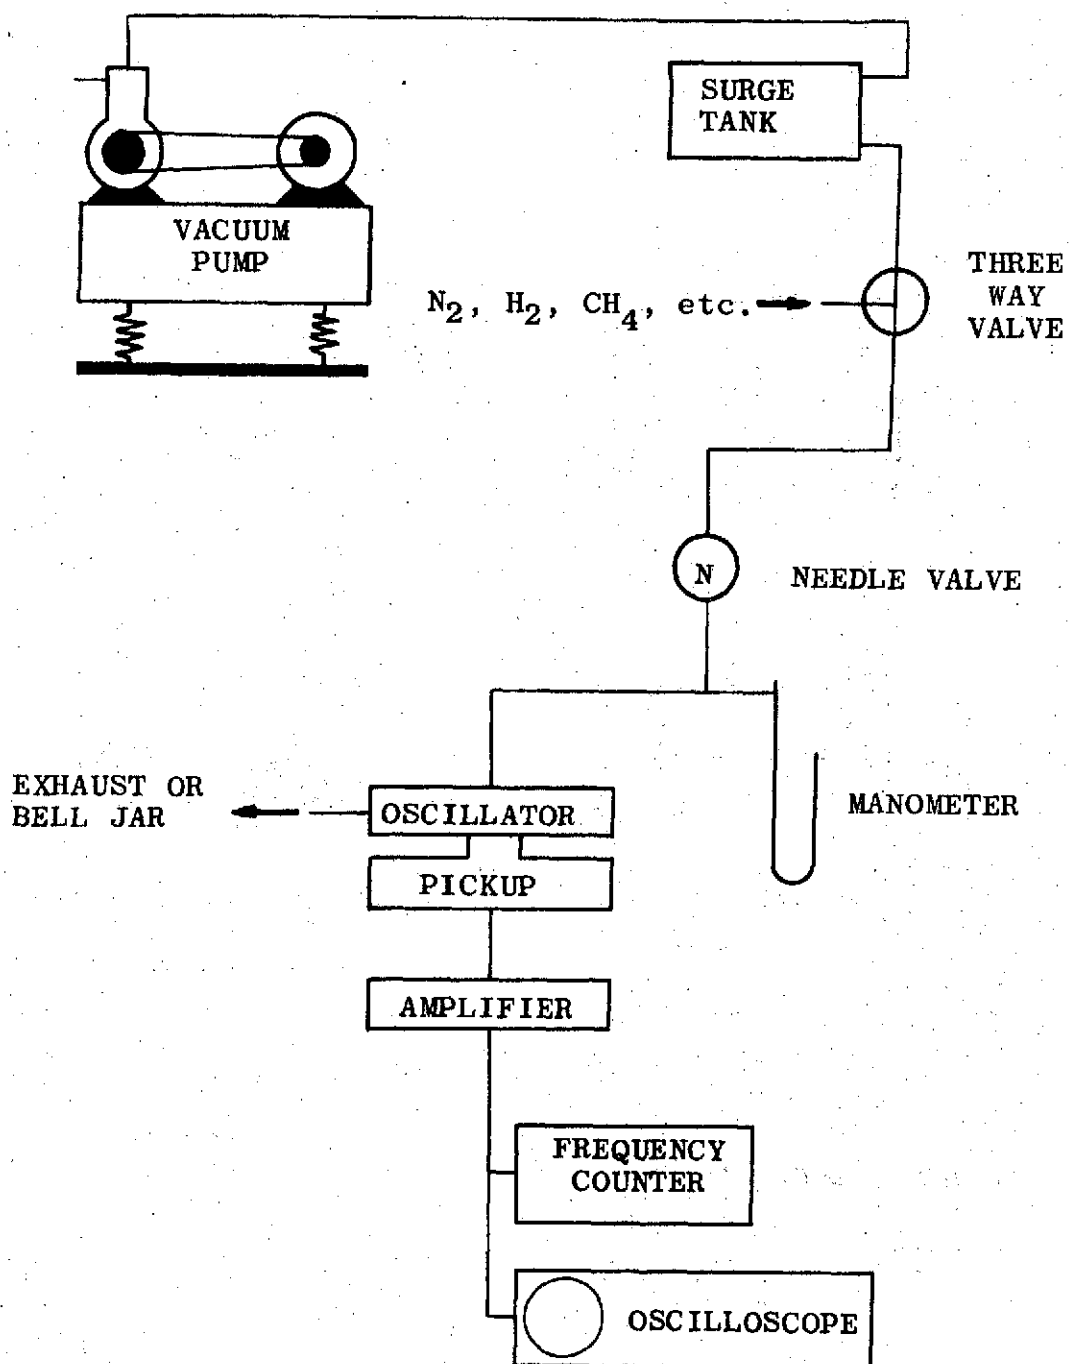 SURGE
TANK
VACUUM
PUMP
THREE
WAY
VALVE
N2, H2, CH4, etc.
N
NEEDLE VALVE
EXHAUST OR
BELL JAR
OSCILLATOR
MANOMETER
PICKUP
AMPLIFIER
FREQUENCY
COUNTER
OSCILLOSCOPE